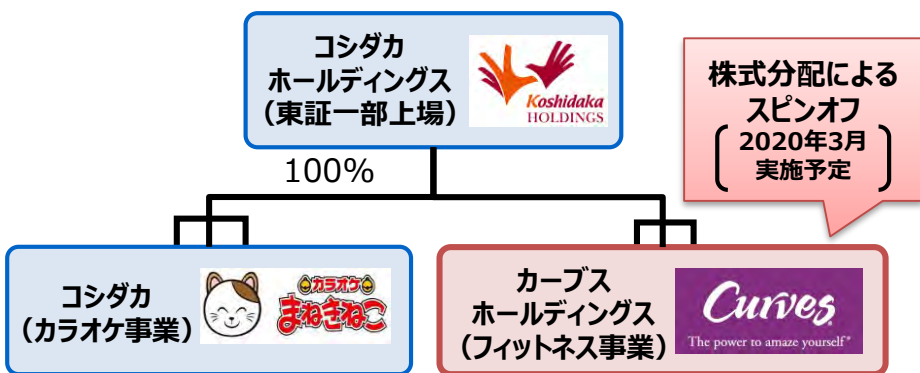 コシダカ
ホールディングス
（東証一部上場）
Koshidaka
HOLDINGS
株式分配による
スピンオフ
2020年3月
実施予定
100%
コシダカ
（カラオケ事業）
カラオケ
まねきねこ
カーブス
ホールディングス
（フィットネス事業）
Curves
The power to amaze yourself®